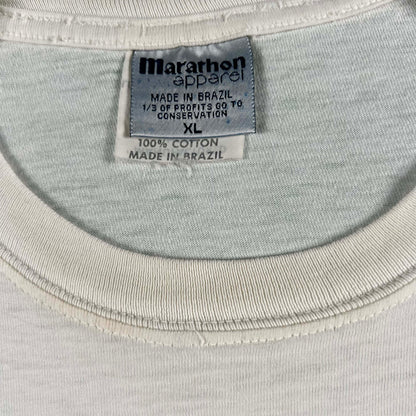 marathon
apparel
MADE IN BRAZIL
1/3 OF PROFITS GO TO
CONSERVATION
XL
100% COTTON
MADE IN BRAZIL